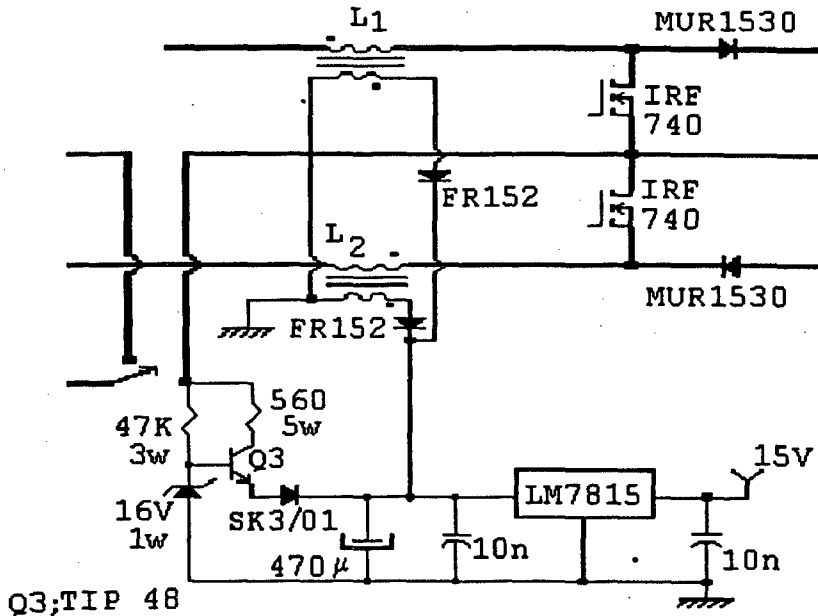 L1
MUR1530
IRF
740
FR152
IRF
740
L2
MUR1530
FR152
560
5w
47K
3w
Q3
15V
16V
1w
SK3/01
LM7815
470μ
10n
10n
Q3;TIP 48